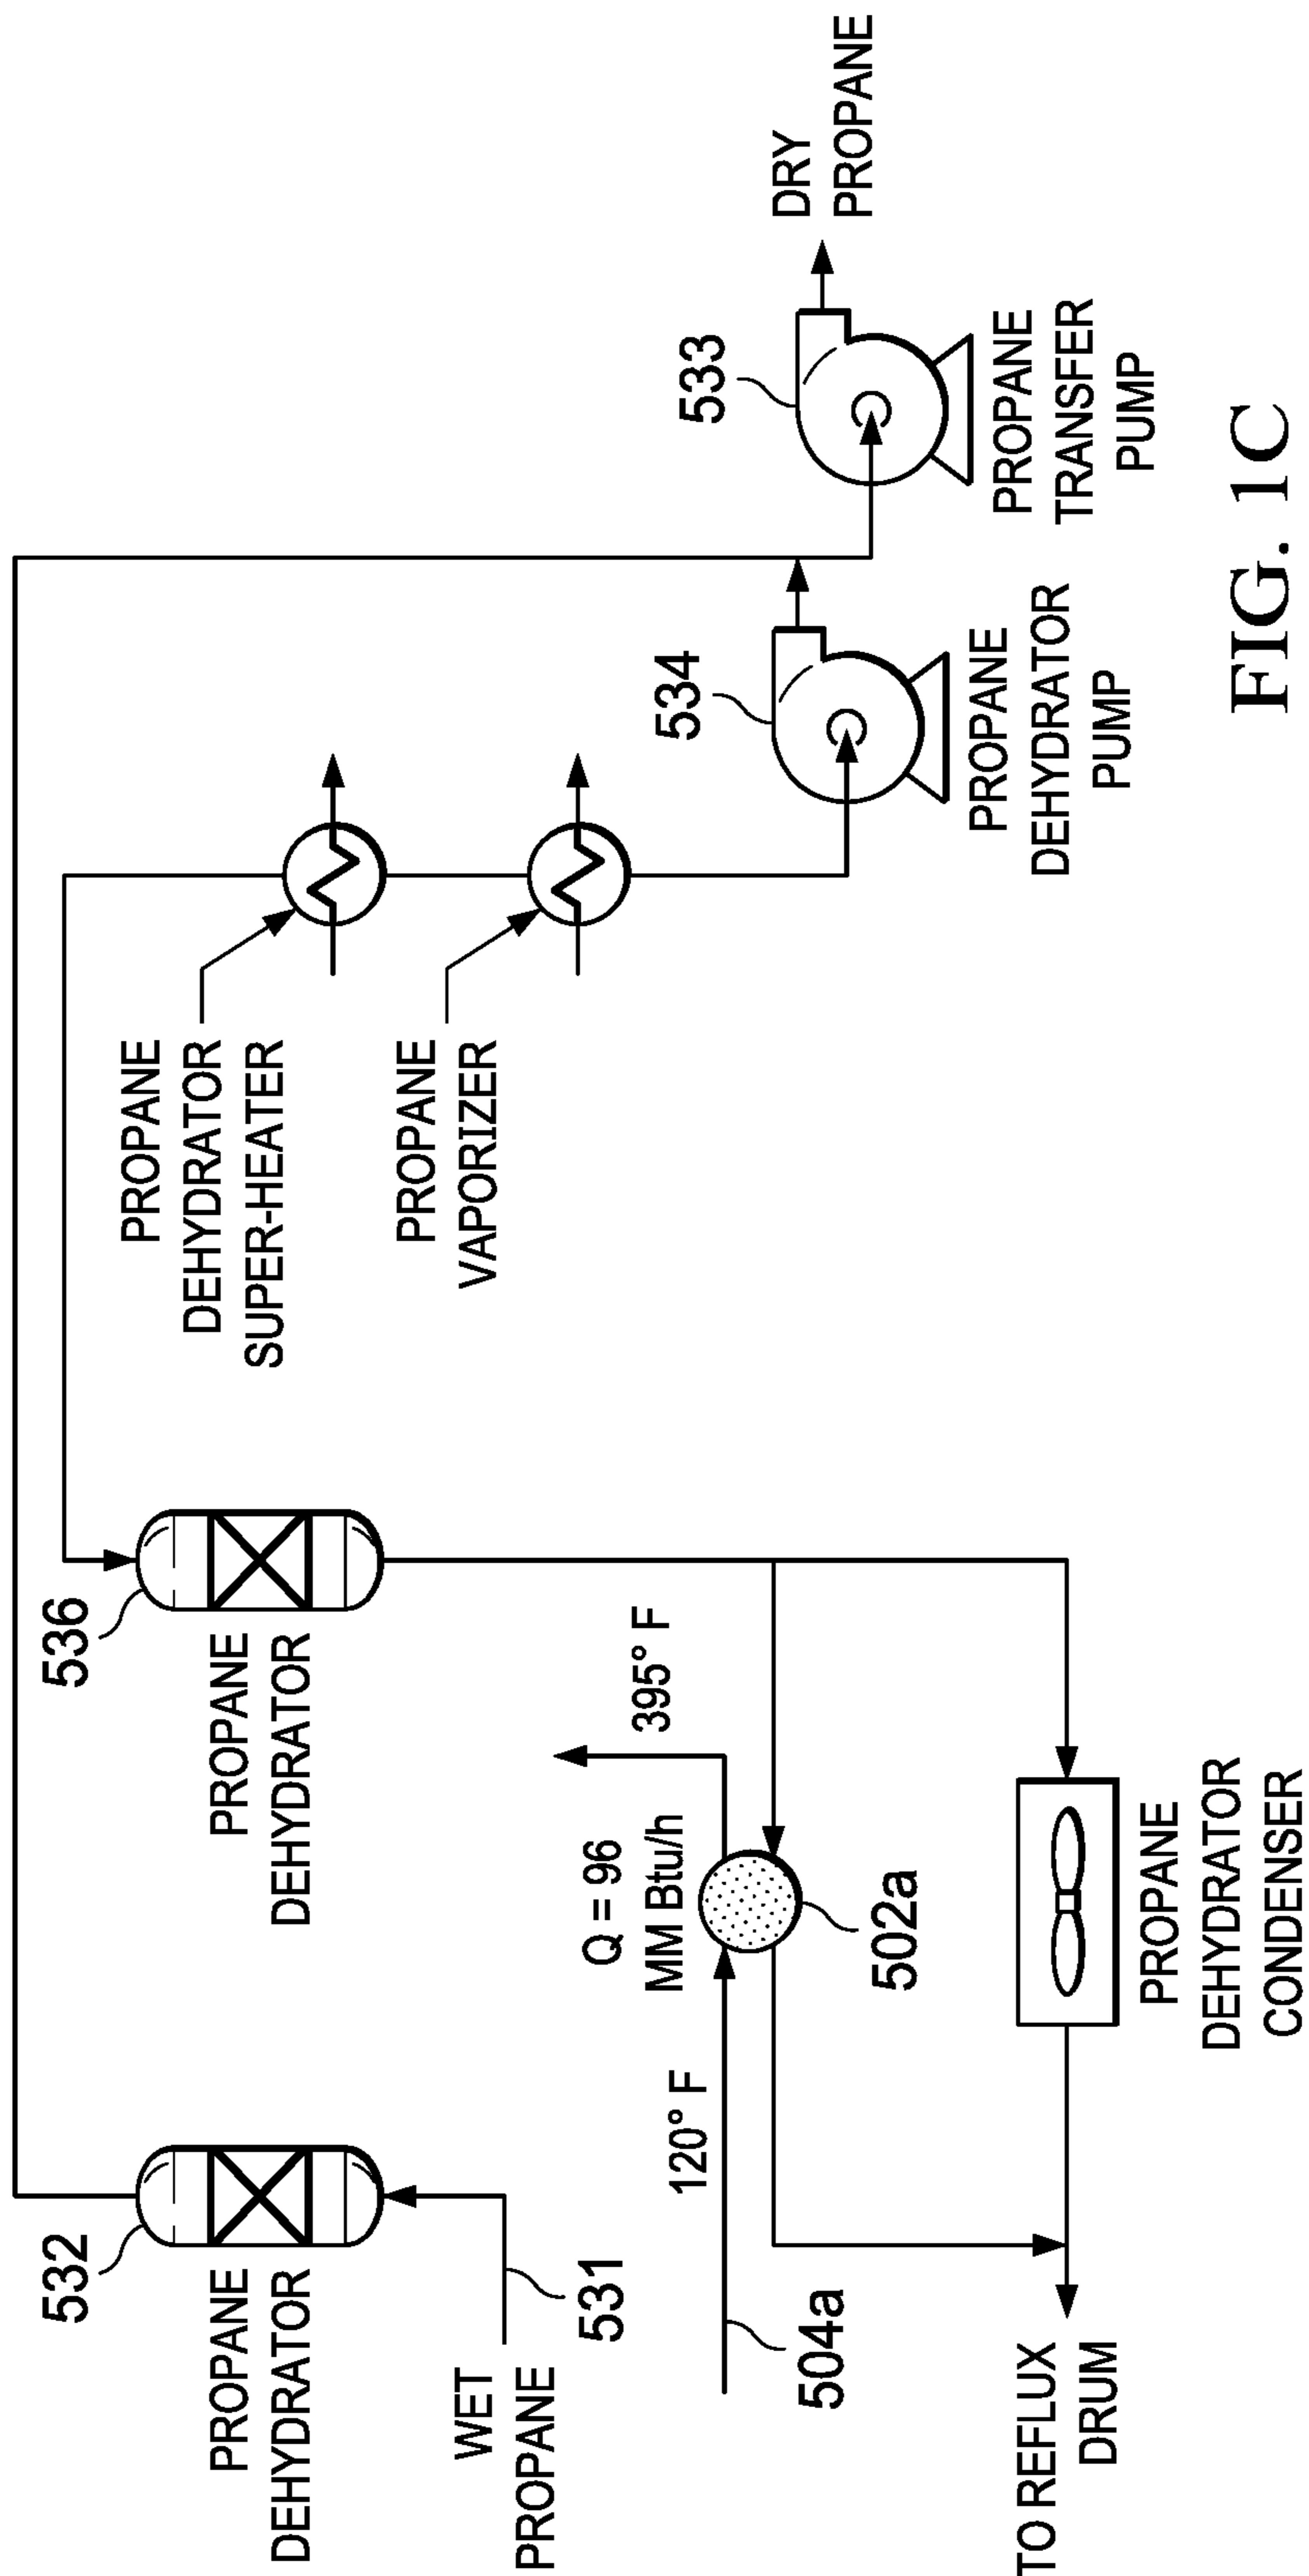 532
PROPANE
DEHYDRATOR
WET
PROPANE
531
536
PROPANE
DEHYDRATOR
PROPANE
DEHYDRATOR
SUPER-HEATER
PROPANE
VAPORIZER
504a
120° F
Q = 96
MM Btu/h
395° F
502a
TO REFLUX
DRUM
PROPANE
DEHYDRATOR
CONDENSER
534
PROPANE
DEHYDRATOR
PUMP
533
PROPANE
TRANSFER
PUMP
DRY
PROPANE
FIG. 1C